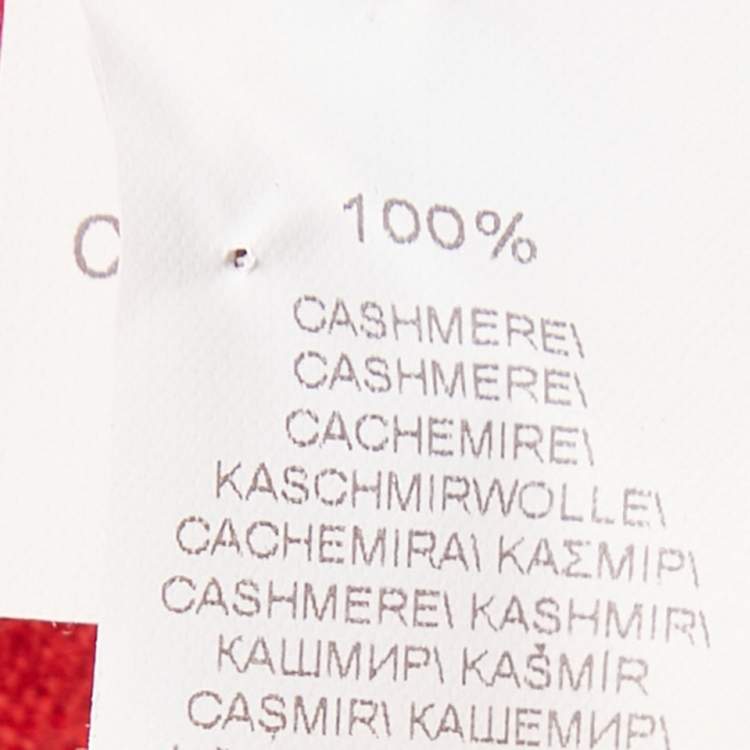 100%
CASHMERE\
CASHMERE\
CACHEMIRE\
KASCHMIRWOLLE\
CACHEMIRA\ ΚΑΣΜΙΡ\
CASHMERE\ KASHMIR\
КАШМИР\ KAŠMIR
CAŞMIR\ КАШЕМИР\